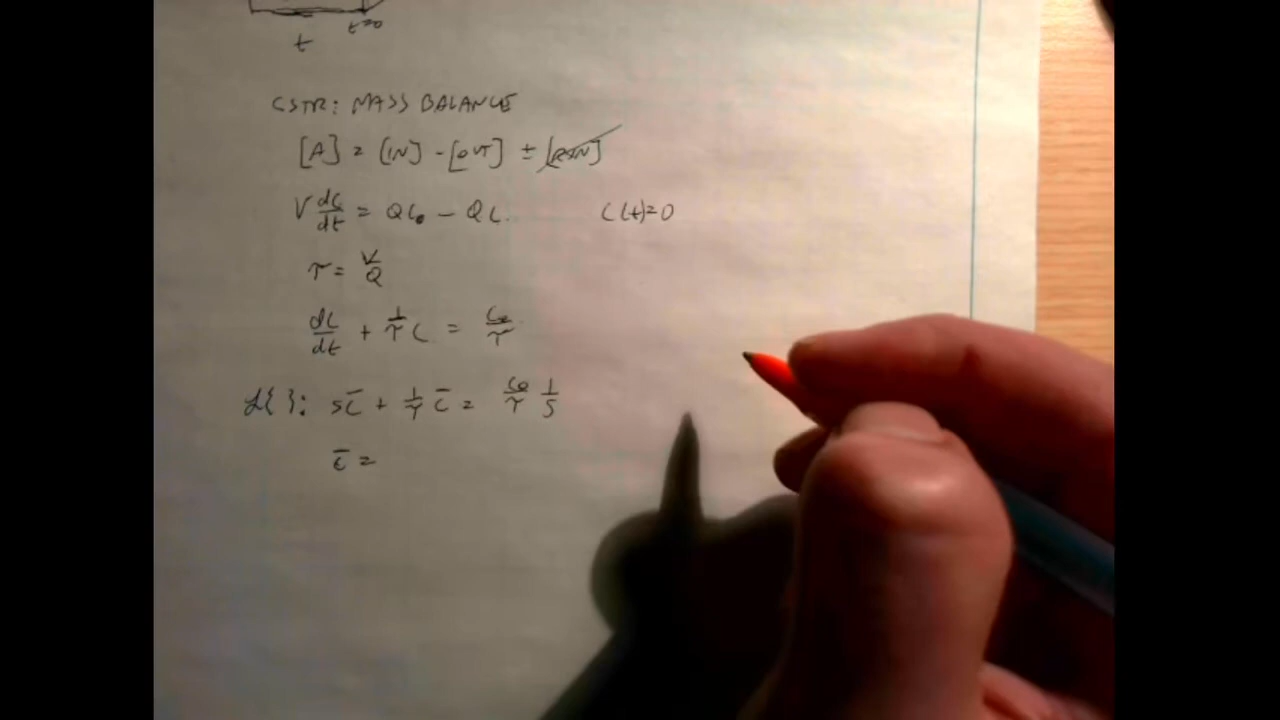 t=0
t
CSTR: MASS BALANCE
[A] = [IN] - [OUT] ± [RXN]
V dC/dt = QC₀ - QC. C(t)=0
τ = V/Q
dC/dt + 1/τ C = C₀/τ
ℒ{ }: sC̄ + 1/τ C̄ = C₀/τ 1/S
C̄ =